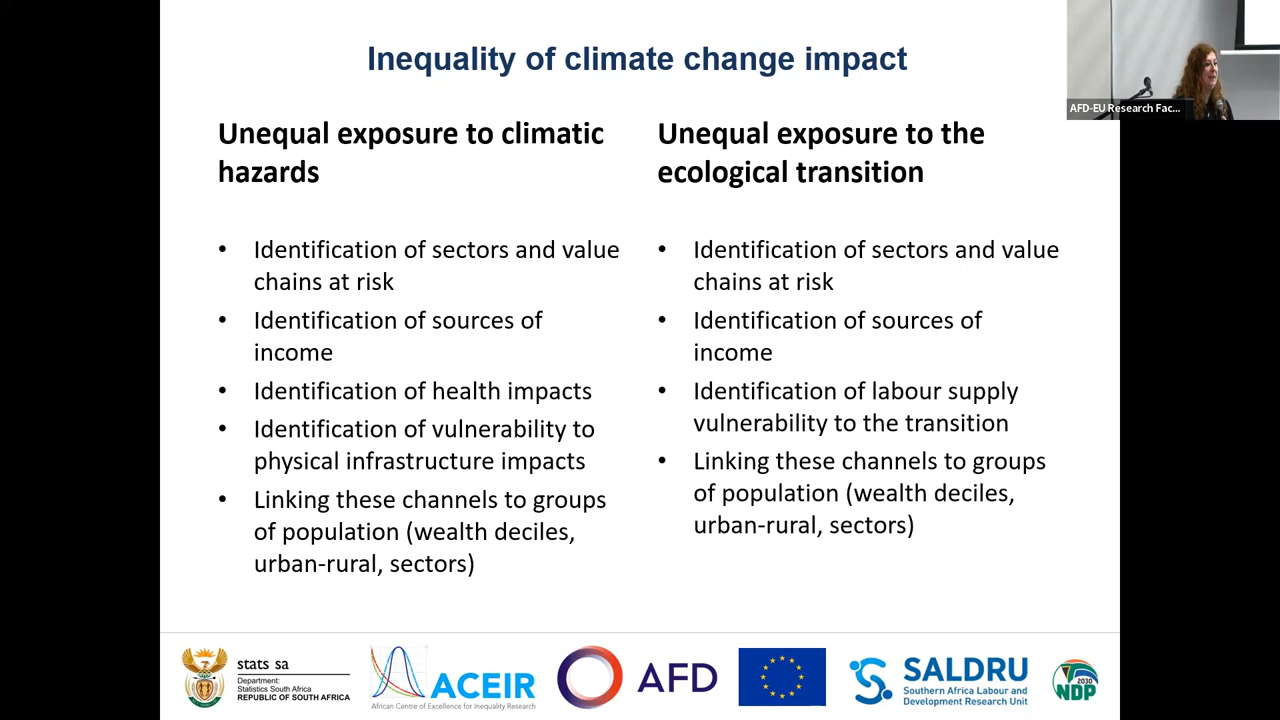 Inequality of climate change impact
AFD-EU Research Fac...
Unequal exposure to climatic
hazards
• Identification of sectors and value
chains at risk
• Identification of sources of
income
• Identification of health impacts
• Identification of vulnerability to
physical infrastructure impacts
• Linking these channels to groups
of population (wealth deciles,
urban-rural, sectors)
Unequal exposure to the
ecological transition
• Identification of sectors and value
chains at risk
• Identification of sources of
income
• Identification of labour supply
vulnerability to the transition
• Linking these channels to groups
of population (wealth deciles,
urban-rural, sectors)
stats sa
Department:
Statistics South Africa
REPUBLIC OF SOUTH AFRICA
ACEIR
African Centre of Excellence for Inequality Research
AFD
SALDRU
Southern Africa Labour and
Development Research Unit
2030
NDP